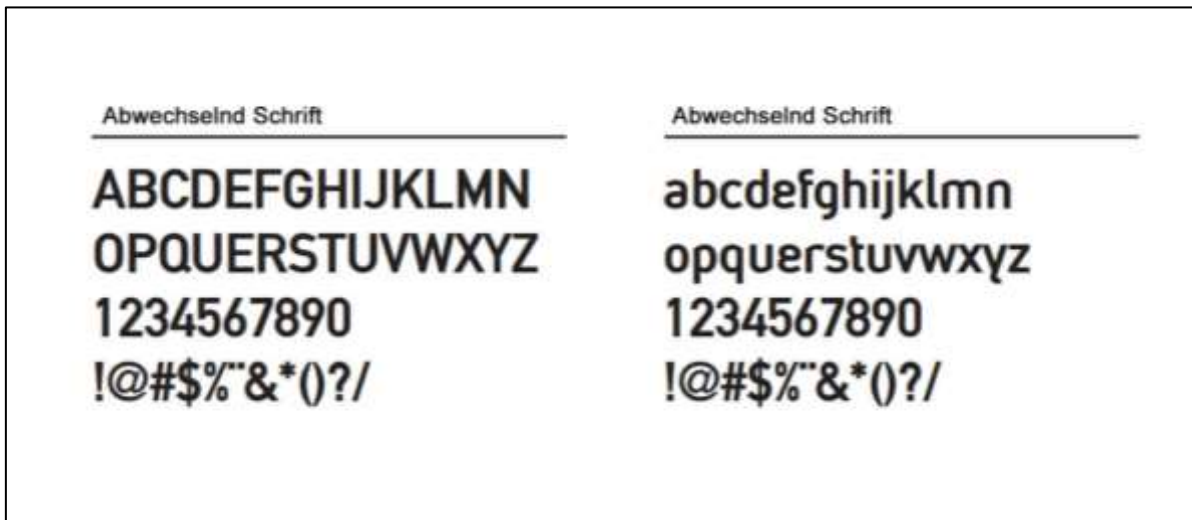 Abwechselnd Schrift
ABCDEFGHIJKLMN
OPQUERSTUVWXYZ
1234567890
!@#$%¨&*()?/
Abwechselnd Schrift
abcdefghijklmn
opquerstuvwxyz
1234567890
!@#$%¨&*()?/